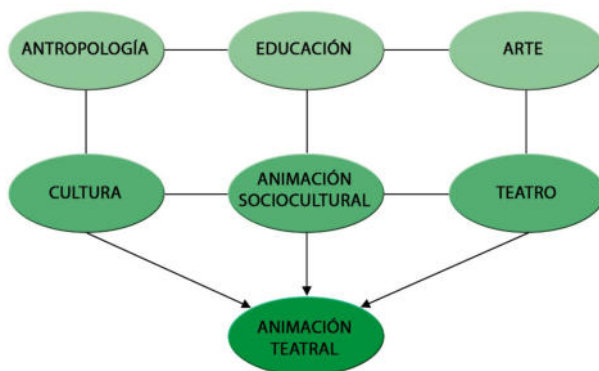 ANTROPOLOGÍA
EDUCACIÓN
ARTE
CULTURA
ANIMACIÓN
SOCIOCULTURAL
TEATRO
ANIMACIÓN
TEATRAL